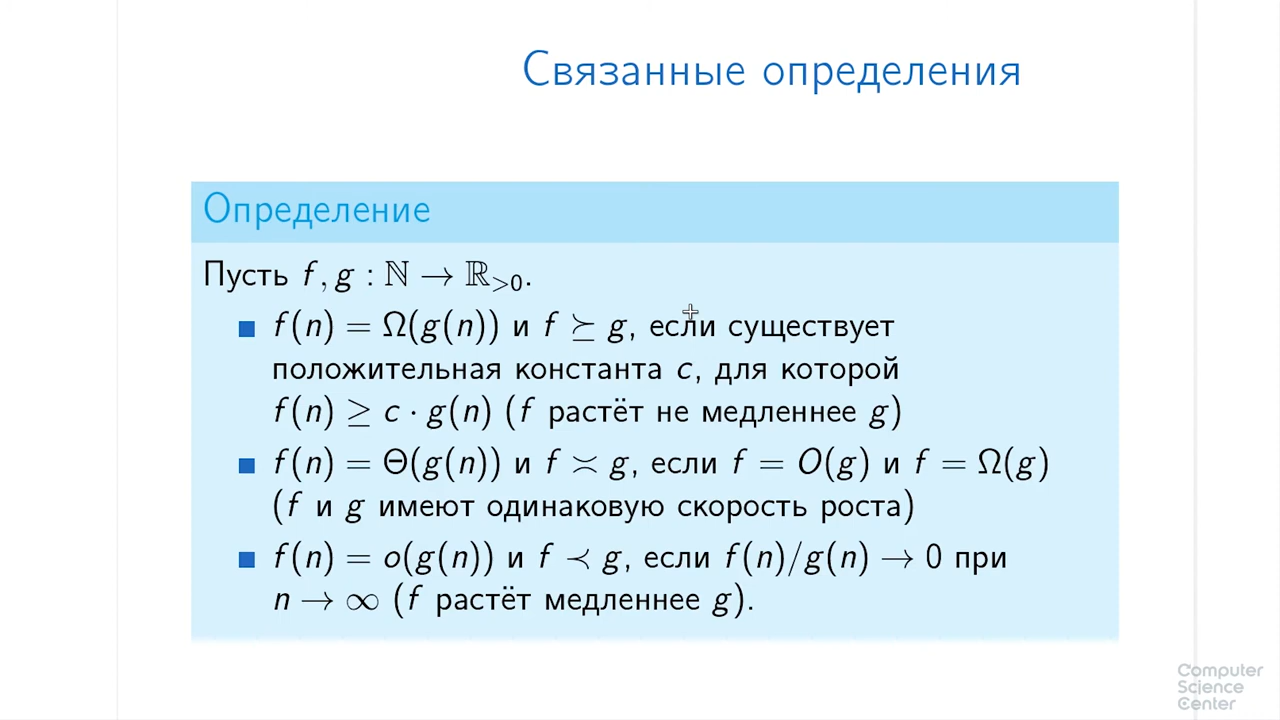 Связанные определения
Определение
Пусть f, g : ℕ → ℝ>0.
f(n) = Ω(g(n)) и f ⪰ g, если существует
положительная константа c, для которой
f(n) ≥ c · g(n) (f растёт не медленнее g)
f(n) = Θ(g(n)) и f ≍ g, если f = O(g) и f = Ω(g)
(f и g имеют одинаковую скорость роста)
f(n) = o(g(n)) и f ≺ g, если f(n)/g(n) → 0 при
n → ∞ (f растёт медленнее g).
Computer
Science
Center